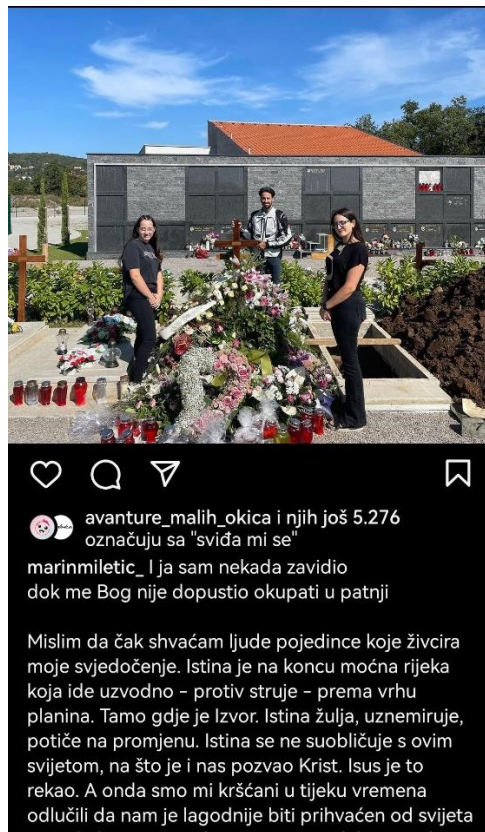 avanture_malih_okica i njih još 5.276
označuju sa "sviđa mi se"
marinmiletic_ I ja sam nekada zavidio
dok me Bog nije dopustio okupati u patnji
Mislim da čak shvaćam ljude pojedince koje živcira
moje svjedočenje. Istina je na koncu moćna rijeka
koja ide uzvodno - protiv struje - prema vrhu
planina. Tamo gdje je Izvor. Istina žulja, uznemiruje,
potiče na promjenu. Istina se ne suobličuje s ovim
svijetom, na što je i nas pozvao Krist. Isus je to
rekao. A onda smo mi kršćani u tijeku vremena
odlučili da nam je lagodnije biti prihvaćen od svijeta